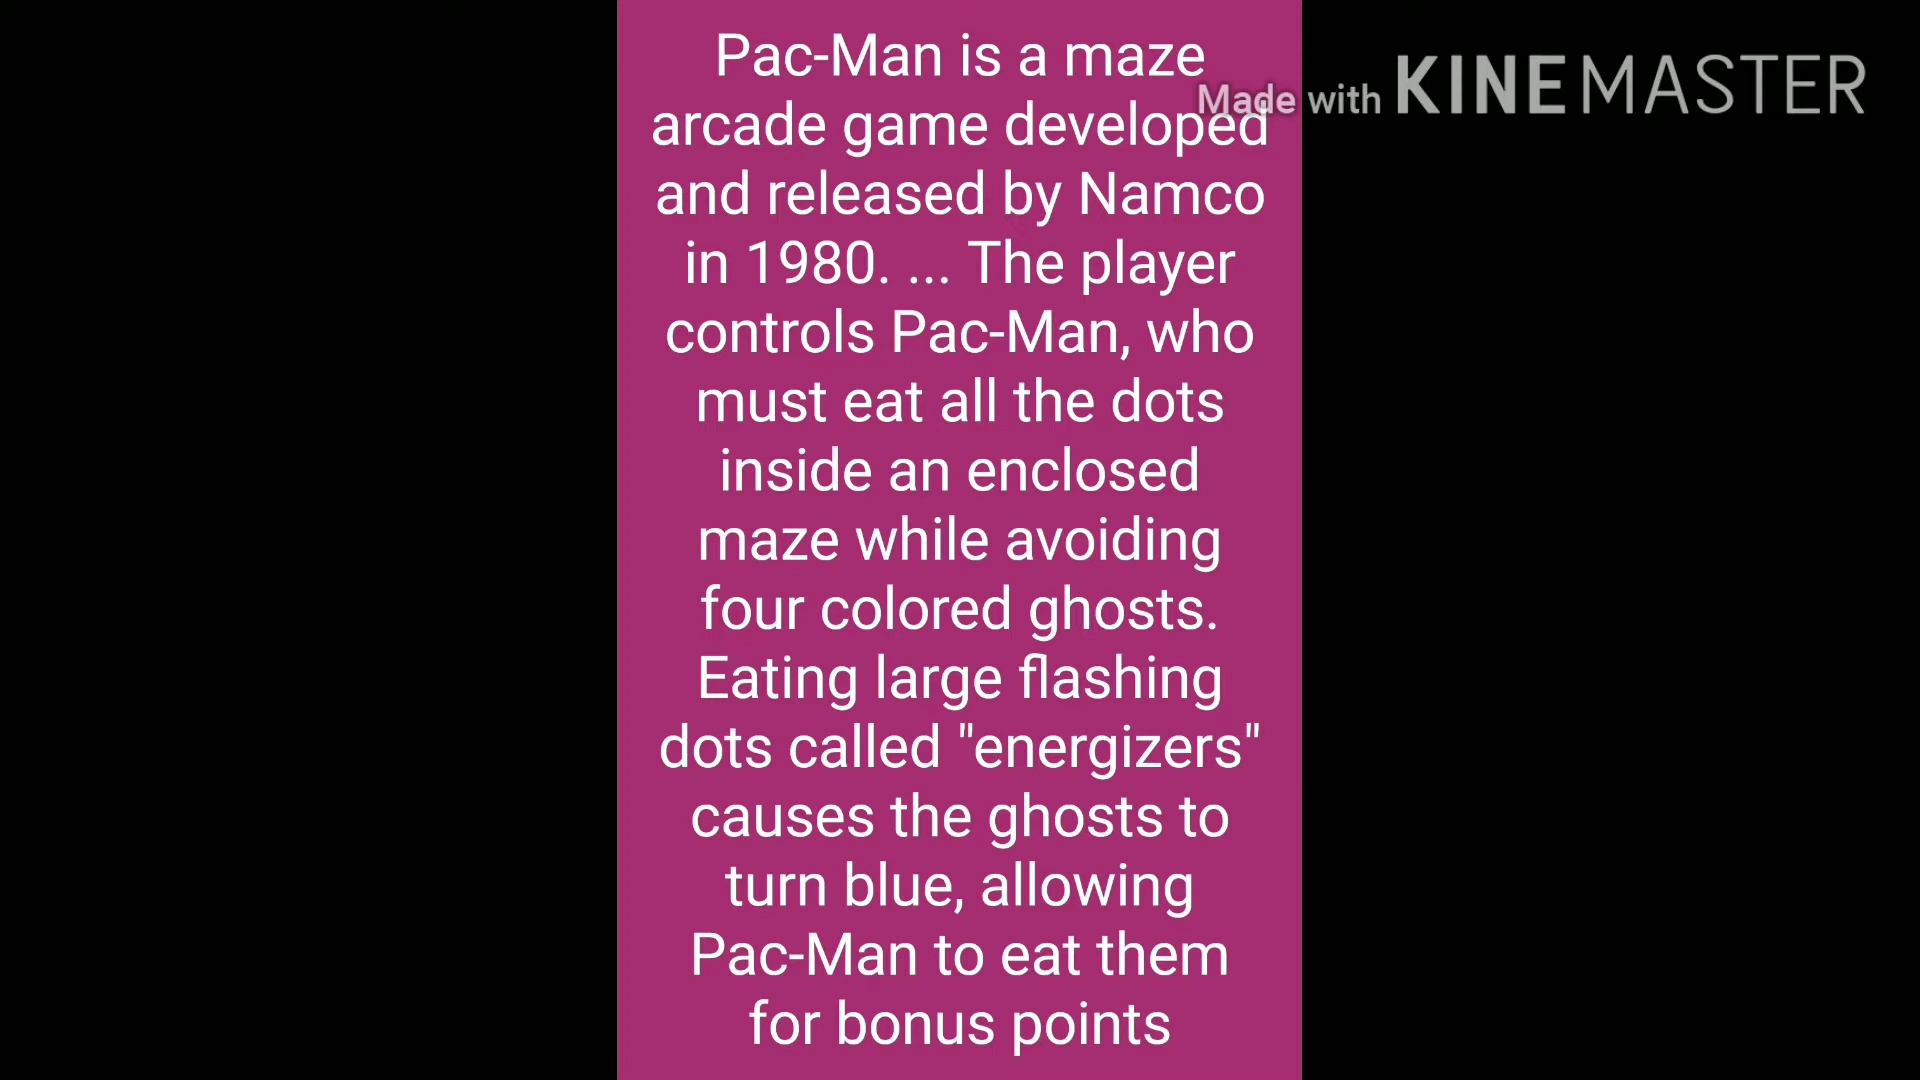 Pac-Man is a maze
arcade game developed
and released by Namco
in 1980. ... The player
controls Pac-Man, who
must eat all the dots
inside an enclosed
maze while avoiding
four colored ghosts.
Eating large flashing
dots called "energizers"
causes the ghosts to
turn blue, allowing
Pac-Man to eat them
for bonus points
Made with KINEMASTER